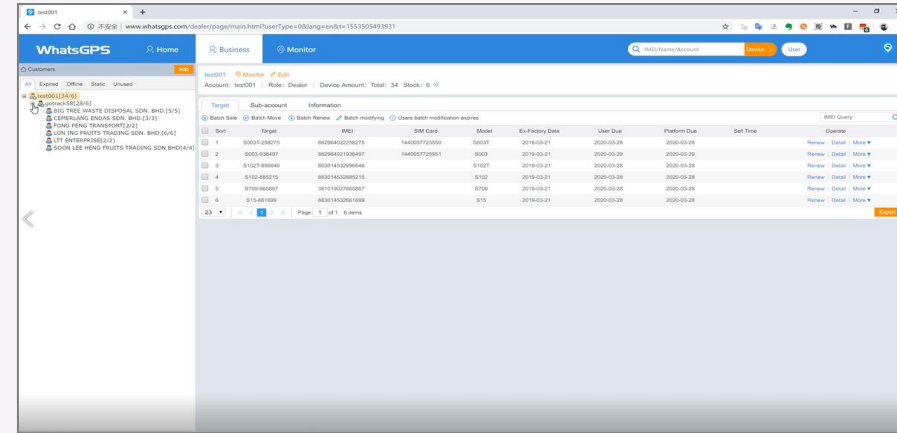 test001
不安全 | www.whatsgps.com/dealer/page/main.html?userType=0&lang=en&t=1553505493931
WhatsGPS Home Business Monitor IMEI/Name/Account Device User
Customers Add
All Expired Offline Static Unused
test001[34/6]
gotrackSB[28/6]
BIG TREE WASTE DISPOSAL SDN. BHD.[5/5]
CEMERLANG ENDAS SDN. BHD.[3/3]
FONG PENG TRANSPORT[2/2]
LON ING FRUITS TRADING SDN. BHD.[6/6]
LTT ENTERPRISE[2/2]
SOON LEE HENG FRUITS TRADING SDN BHD[4/4]
test001 Monitor Edit
Account: test001 | Role: Dealer | Device Amount: Total: 34 Stock: 6
Target Sub-account Information
Batch Sale Batch Move Batch Renew Batch modifying Users batch modification expires IMEI Query
Sort Target IMEI SIM Card Model Ex-Factory Date User Due Platform Due Sell Time Operate
1 S003T-258275 862964022258275 1440057725550 S003T 2019-03-21 2020-03-28 2020-03-28 Renew | Detail | More
2 S003-938497 862964021938497 1440057725551 S003 2019-03-21 2020-03-29 2020-03-29 Renew | Detail | More
3 S102T-898646 S102T 2019-03-21 2020-03-28 2020-03-28 Renew | Detail | More
4 S102-885215 863014532885215 S102 2019-03-21 2020-03-28 2020-03-28 Renew | Detail | More
5 S709 2019-03-21 2020-03-28 2020-03-28 Renew | Detail | More
6 S15-661699 863014532661699 S15 2019-03-21 2020-03-28 2020-03-28 Renew | Detail | More
23 1 Page 1 of 1 6 items Export